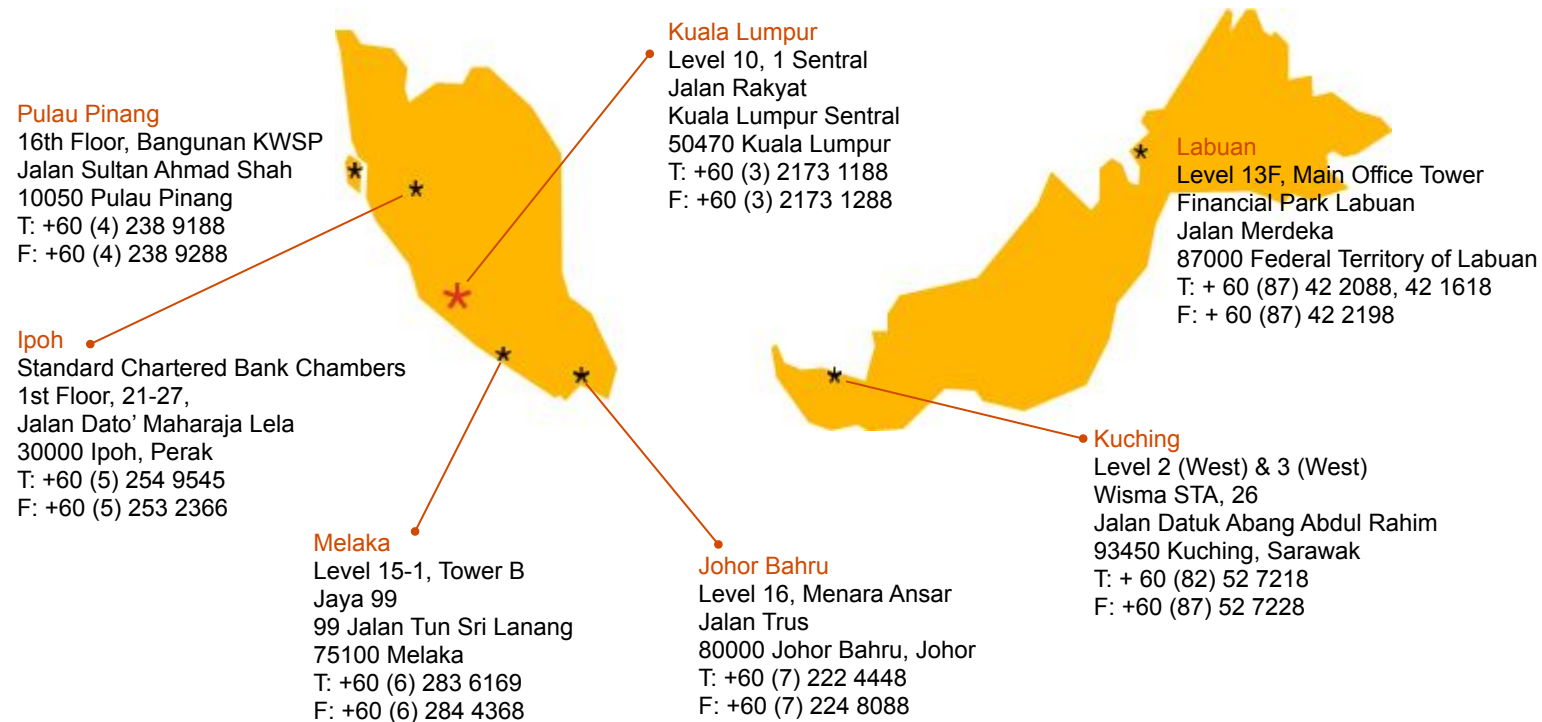 Kuala Lumpur
Level 10, 1 Sentral
Jalan Rakyat
Kuala Lumpur Sentral
50470 Kuala Lumpur
T: +60 (3) 2173 1188
F: +60 (3) 2173 1288
Pulau Pinang
16th Floor, Bangunan KWSP
Jalan Sultan Ahmad Shah
10050 Pulau Pinang
T: +60 (4) 238 9188
F: +60 (4) 238 9288
Labuan
Level 13F, Main Office Tower
Financial Park Labuan
Jalan Merdeka
87000 Federal Territory of Labuan
T: + 60 (87) 42 2088, 42 1618
F: + 60 (87) 42 2198
Ipoh
Standard Chartered Bank Chambers
1st Floor, 21-27,
Jalan Dato’ Maharaja Lela
30000 Ipoh, Perak
T: +60 (5) 254 9545
F: +60 (5) 253 2366
Kuching
Level 2 (West) & 3 (West)
Wisma STA, 26
Jalan Datuk Abang Abdul Rahim
93450 Kuching, Sarawak
T: + 60 (82) 52 7218
F: +60 (87) 52 7228
Melaka
Level 15-1, Tower B
Jaya 99
99 Jalan Tun Sri Lanang
75100 Melaka
T: +60 (6) 283 6169
F: +60 (6) 284 4368
Johor Bahru
Level 16, Menara Ansar
Jalan Trus
80000 Johor Bahru, Johor
T: +60 (7) 222 4448
F: +60 (7) 224 8088